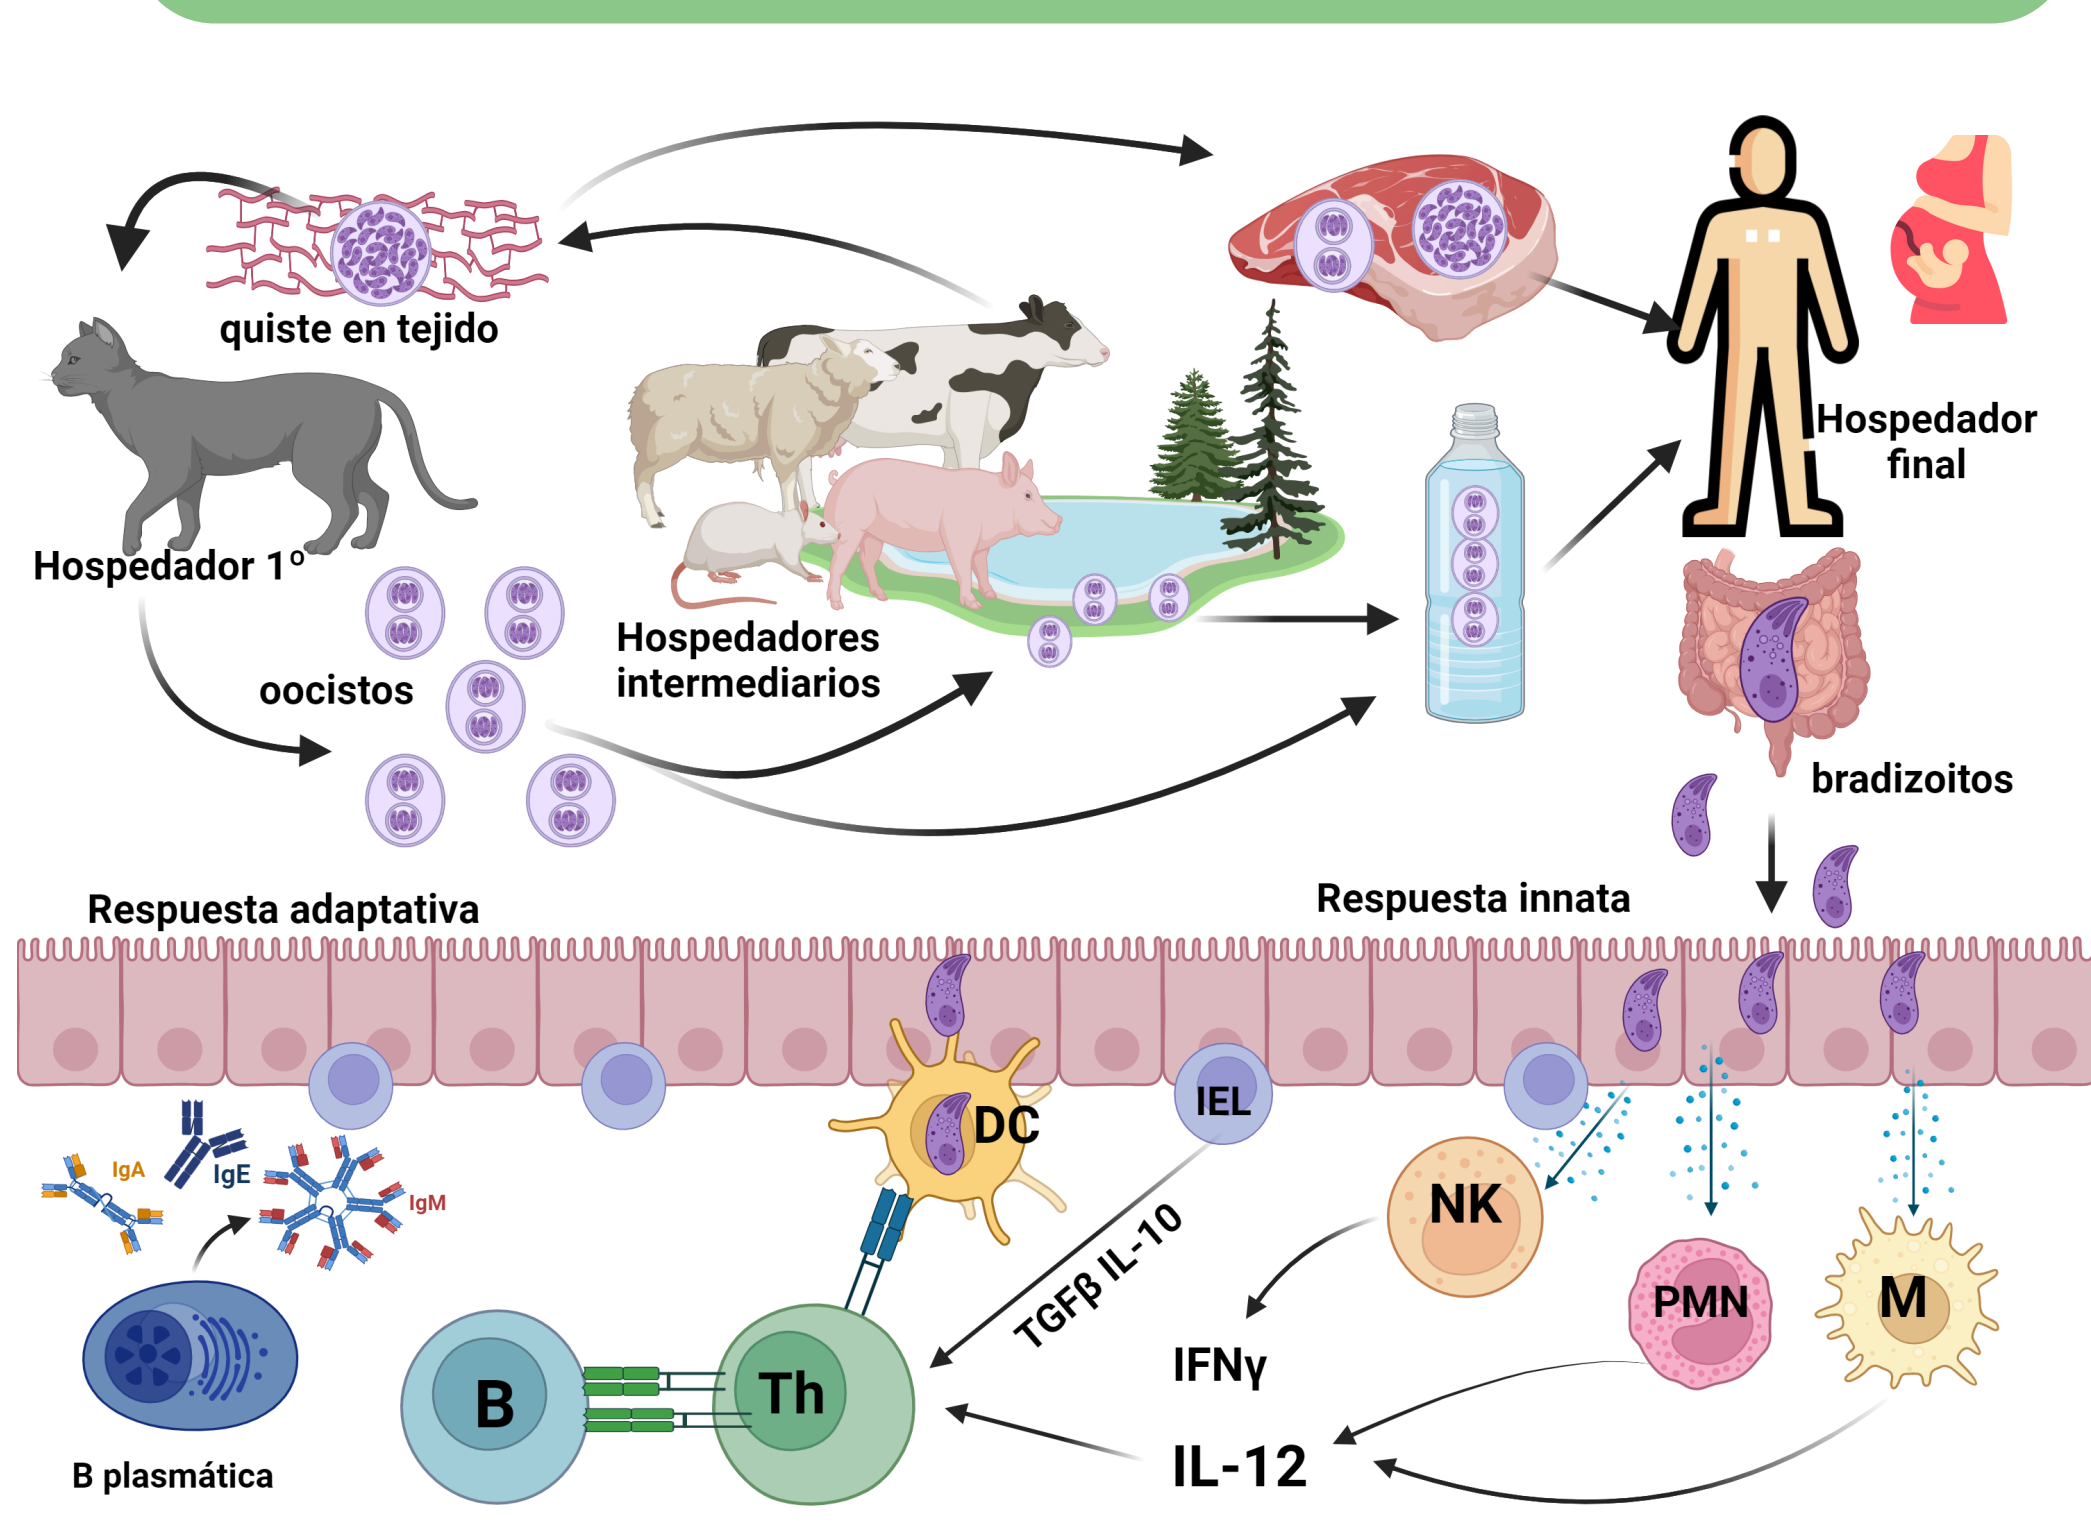 quiste en tejido
Hospedador
final
Hospedador 1º
Hospedadores
intermediarios
oocistos
bradizoitos
Respuesta adaptativa
Respuesta innata
IEL
DC
IgA
IgE
IgM
NK
TGFβ IL-10
PMN
M
IFNγ
B
Th
IL-12
B plasmática